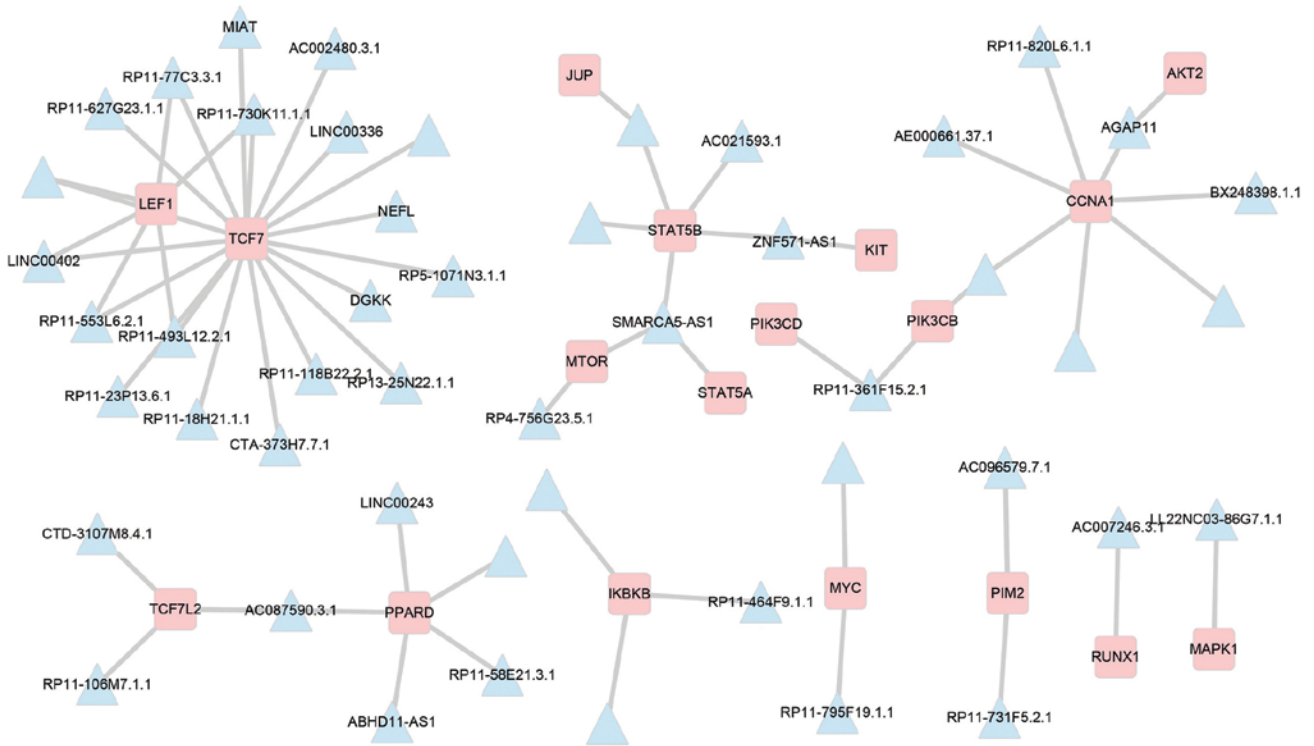 MIAT
AC002480.3.1
RP11-77C3.3.1
RP11-627G23.1.1
RP11-730K11.1.1
LINC00336
LEF1
TCF7
NEFL
LINC00402
RP5-1071N3.1.1
DGKK
RP11-553L6.2.1
RP11-493L12.2.1
RP11-118B22.2.1
RP13-25N22.1.1
RP11-23P13.6.1
RP11-18H21.1.1
CTA-373H7.7.1
JUP
AC021593.1
STAT5B
ZNF571-AS1
KIT
SMARCA5-AS1
MTOR
STAT5A
RP4-756G23.5.1
PIK3CD
PIK3CB
RP11-361F15.2.1
RP11-820L6.1.1
AKT2
AE000661.37.1
AGAP11
CCNA1
BX248398.1.1
CTD-3107M8.4.1
LINC00243
TCF7L2
AC087590.3.1
PPARD
RP11-106M7.1.1
RP11-58E21.3.1
ABHD11-AS1
IKBKB
RP11-464F9.1.1
MYC
RP11-795F19.1.1
AC096579.7.1
PIM2
RP11-731F5.2.1
AC007246.3.1
RUNX1
LL22NC03-86G7.1.1
MAPK1